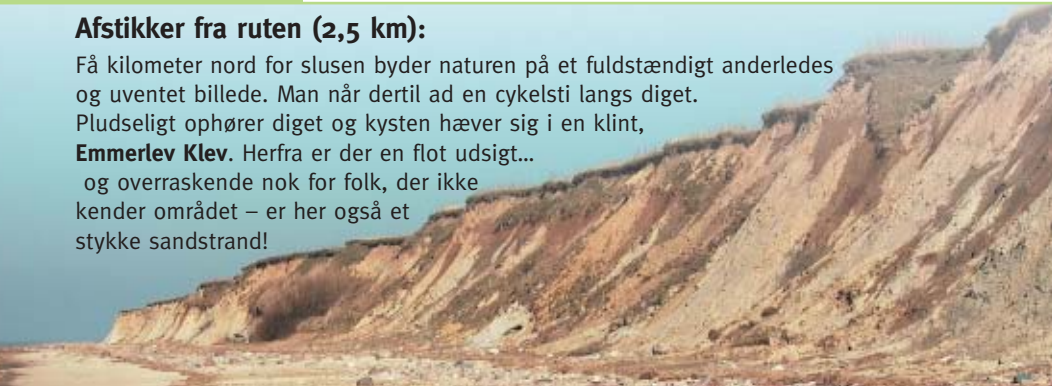 Afstikker fra ruten (2,5 km):
Få kilometer nord for slusen byder naturen på et fuldstændigt anderledes
og uventet billede. Man når dertil ad en cykelsti langs diget.
Pludseligt ophører diget og kysten hæver sig i en klint,
Emmerlev Klev. Herfra er der en flot udsigt...
og overraskende nok for folk, der ikke
kender området – er her også et
stykke sandstrand!